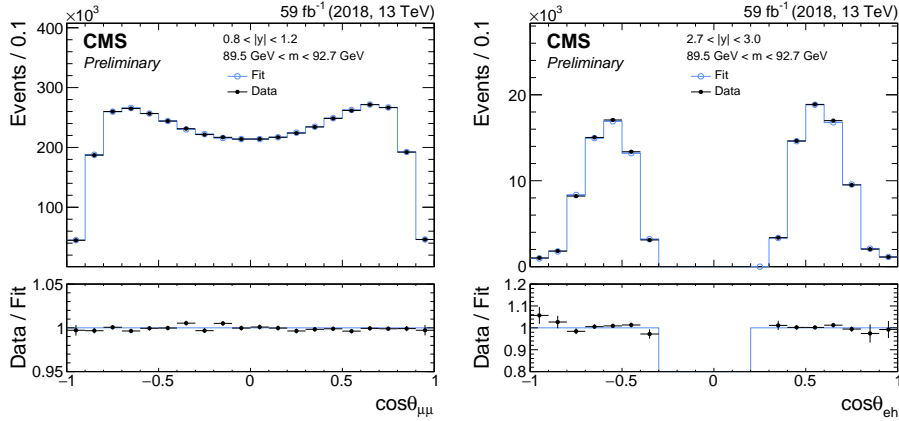 ×10³ 59 fb⁻¹ (2018, 13 TeV)
Events / 0.1
400
300
200
100
CMS
Preliminary
0.8 < |y| < 1.2
89.5 GeV < m < 92.7 GeV
Fit
Data
Data / Fit
1.05
1
0.95
−1 −0.5 0 0.5 1
cosθμμ
×10³ 59 fb⁻¹ (2018, 13 TeV)
Events / 0.1
20
10
0
CMS
Preliminary
2.7 < |y| < 3.0
89.5 GeV < m < 92.7 GeV
Fit
Data
Data / Fit
1.2
1.1
1
0.9
0.8
−1 −0.5 0 0.5 1
cosθeh